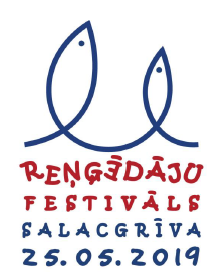 REŅĢĒDĀJU
FESTIVĀLS
SALACGRĪVA
25.05.2019